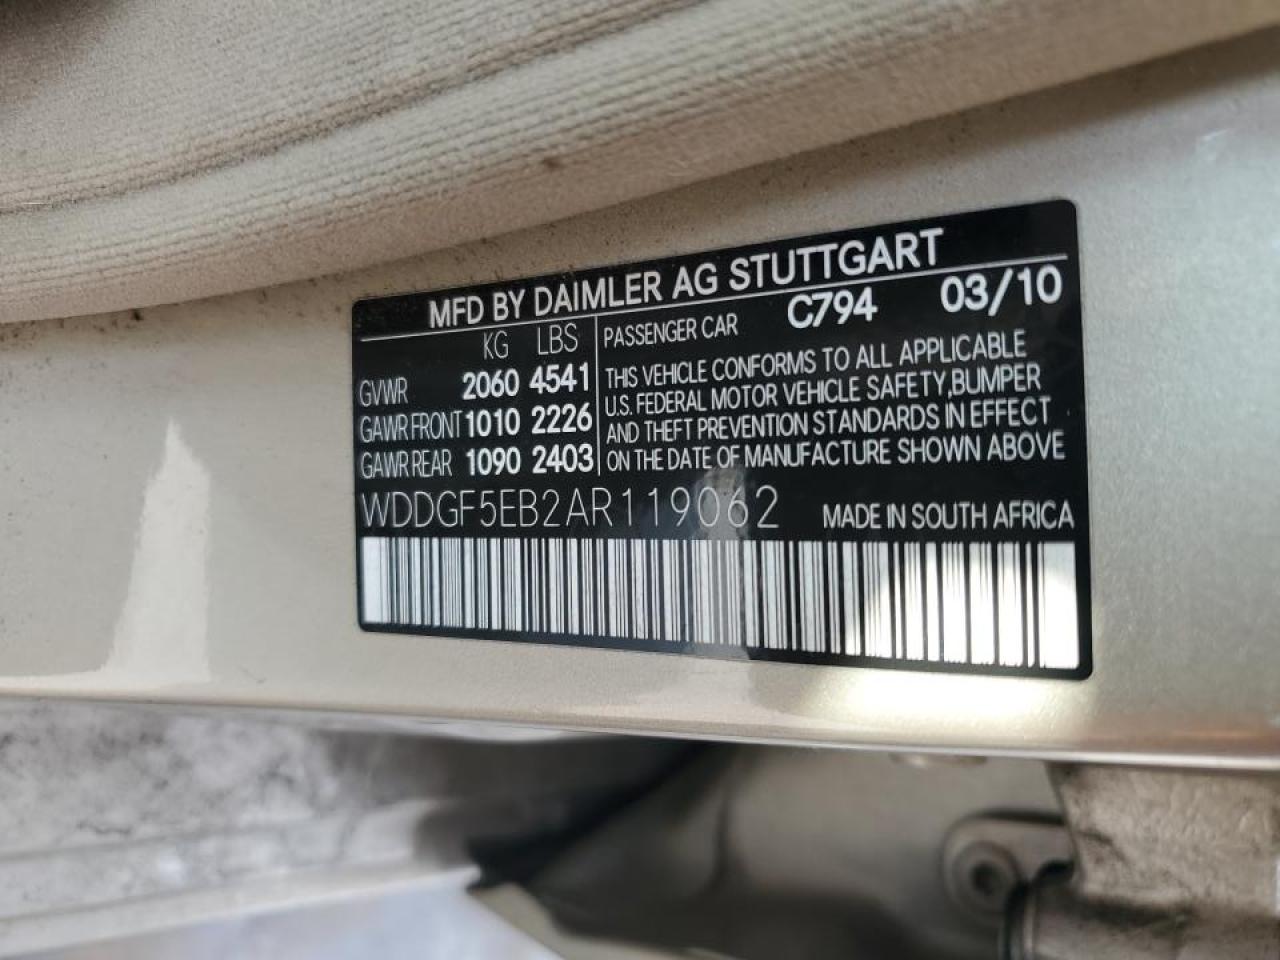 MFD BY DAIMLER AG STUTTGART
KG LBS
GVWR 2060 4541
GAWR FRONT 1010 2226
GAWR REAR 1090 2403
PASSENGER CAR C794 03/10
THIS VEHICLE CONFORMS TO ALL APPLICABLE
U.S. FEDERAL MOTOR VEHICLE SAFETY,BUMPER
AND THEFT PREVENTION STANDARDS IN EFFECT
ON THE DATE OF MANUFACTURE SHOWN ABOVE
WDDGF5EB2AR119062 MADE IN SOUTH AFRICA